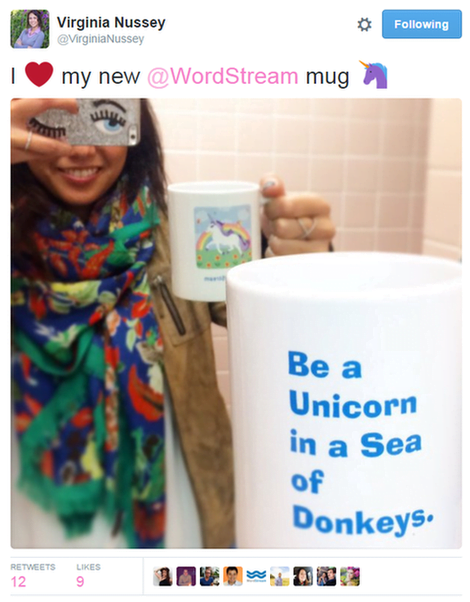 Virginia Nussey
@VirginiaNussey
Following
I ❤ my new @WordStream mug 🦄
Be a
Unicorn
in a Sea
of
Donkeys.
RETWEETS LIKES
12 9